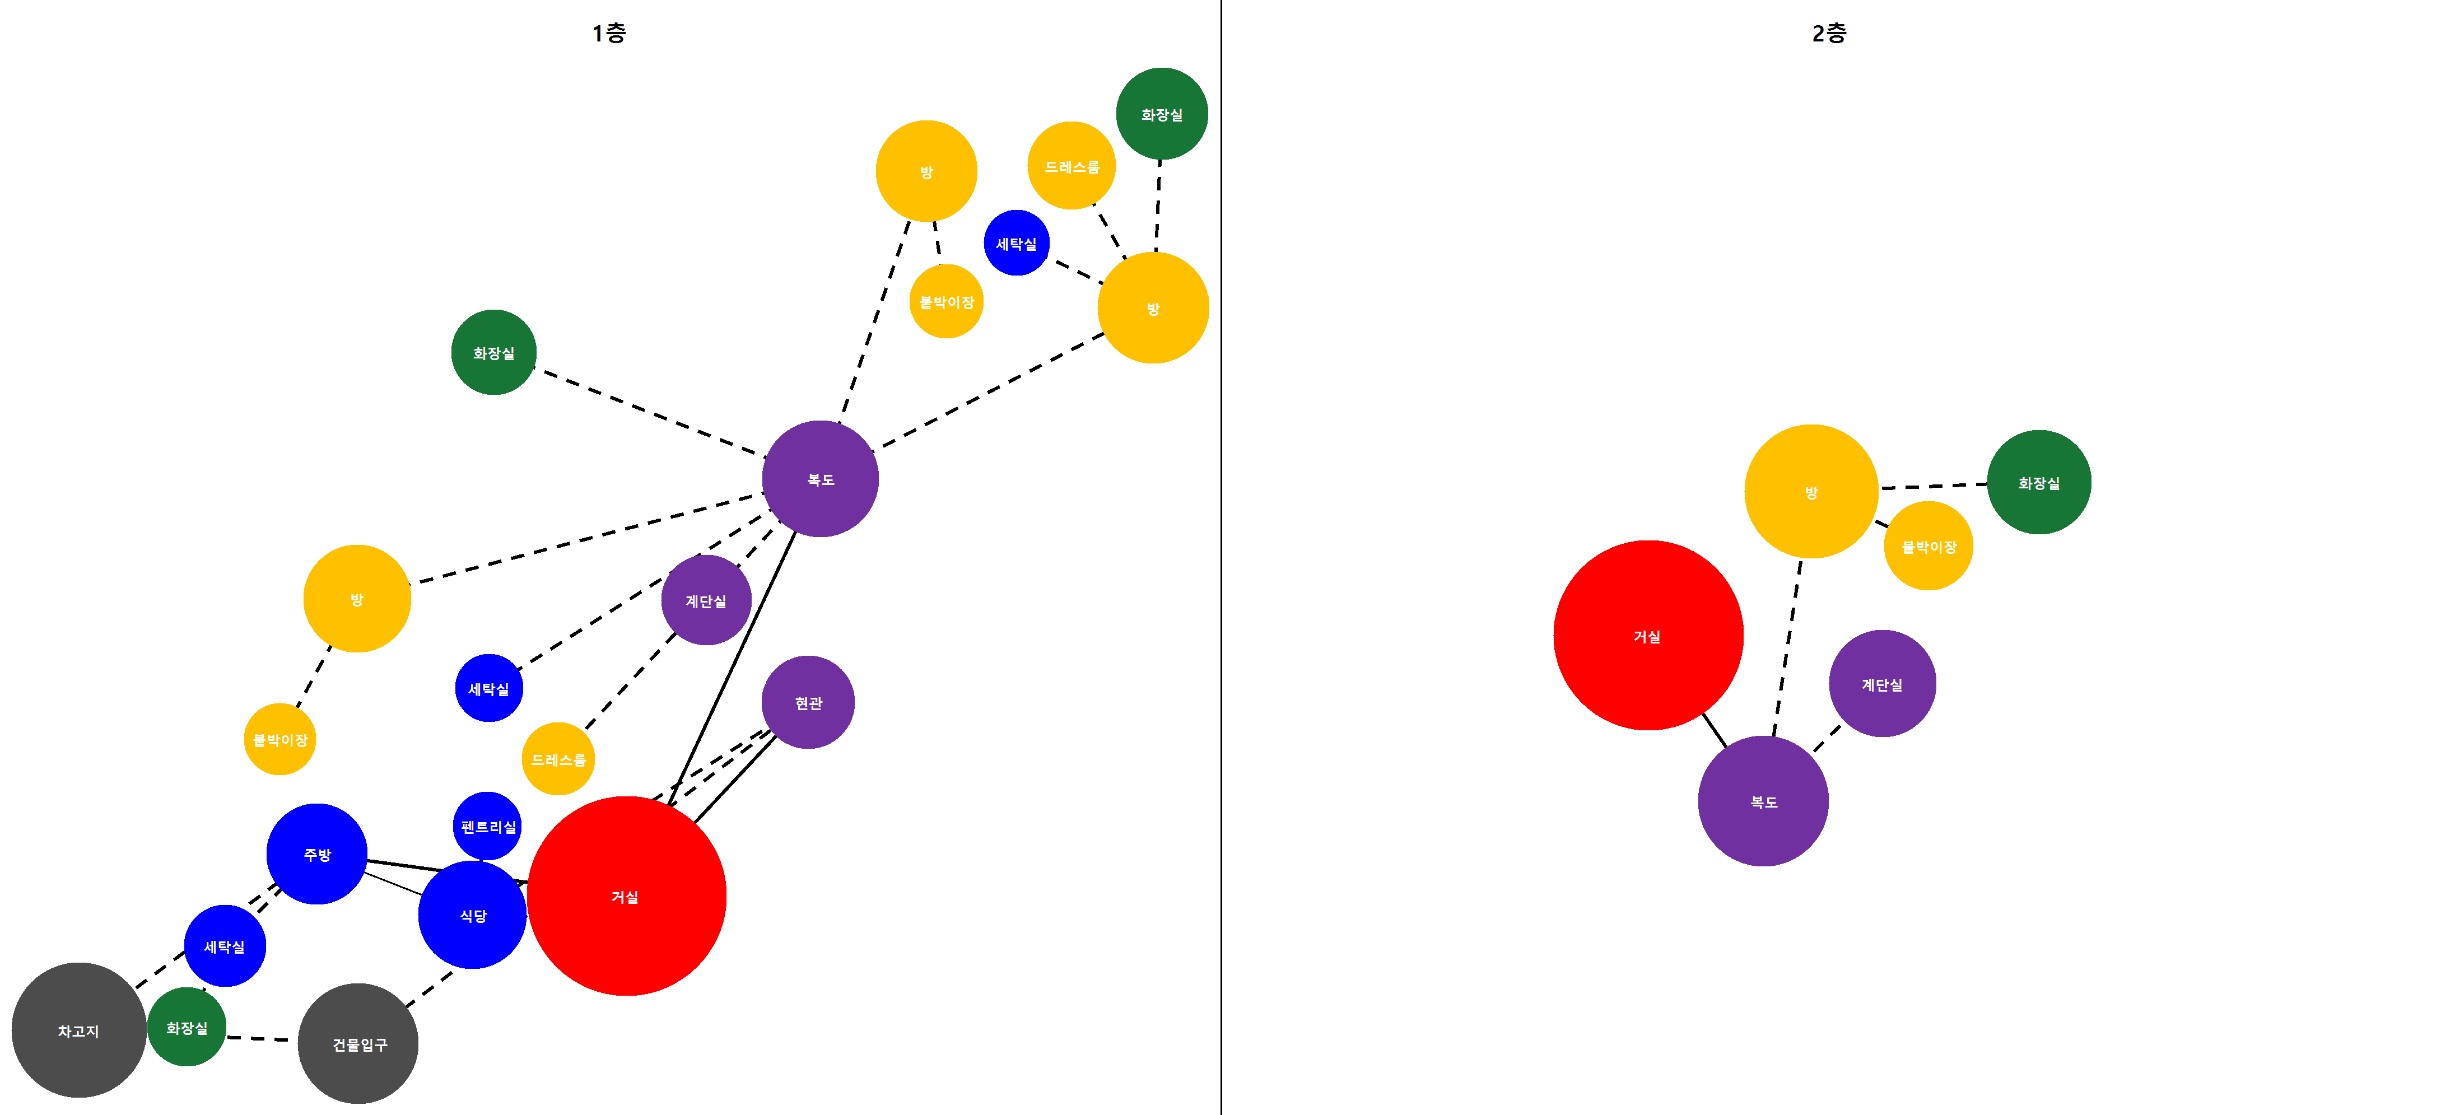 1층
2층
화장실
드레스룸
방
세탁실
붙박이장
방
화장실
복도
방
계단실
세탁실
현관
붙박이장
드레스룸
펜트리실
주방
식당
거실
세탁실
화장실
차고지
건물입구
방
화장실
붙박이장
거실
계단실
복도